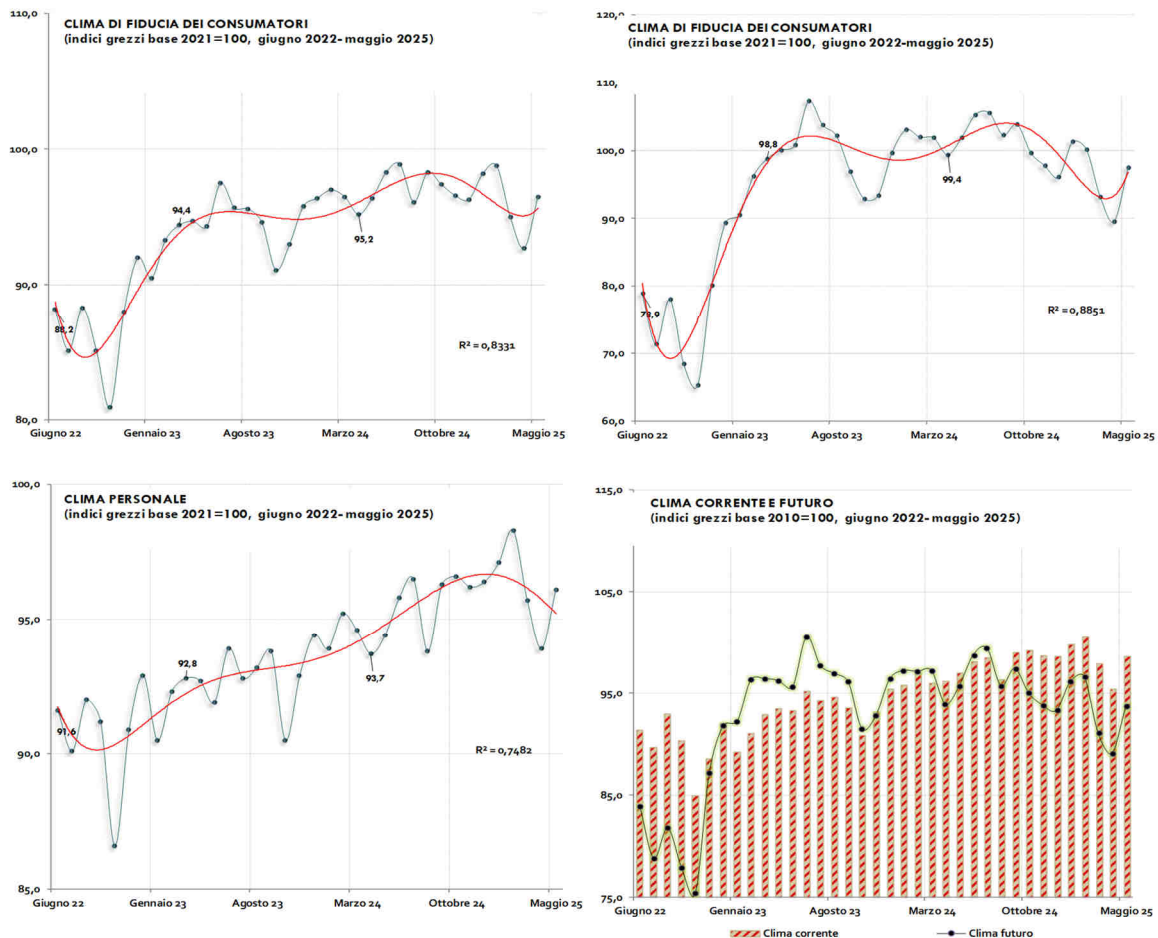 110,0
CLIMA DI FIDUCIA DEI CONSUMATORI
(indici grezzi base 2021=100, giugno 2022-maggio 2025)
100,0
94,4
95,2
90,0
88,2
R² = 0,8331
80,0
Giugno 22 Gennaio 23 Agosto 23 Marzo 24 Ottobre 24 Maggio 25
120,0
CLIMA DI FIDUCIA DEI CONSUMATORI
(indici grezzi base 2021=100, giugno 2022-maggio 2025)
110,
98,8
100,0
99,4
90,0
80,0
78,9
R² = 0,8851
70,0
60,0
Giugno 22 Gennaio 23 Agosto 23 Marzo 24 Ottobre 24 Maggio 25
100,0
CLIMA PERSONALE
(indici grezzi base 2021=100, giugno 2022- maggio 2025)
95,0
92,8
93,7
91,6
90,0
R² = 0,7482
85,0
Giugno 22 Gennaio 23 Agosto 23 Marzo 24 Ottobre 24 Maggio 25
115,0
CLIMA CORRENTE E FUTURO
(indici grezzi base 2010=100, giugno 2022- maggio 2025)
105,0
95,0
85,0
75,0
Giugno 22 Gennaio 23 Agosto 23 Marzo 24 Ottobre 24 Maggio 25
Clima corrente Clima futuro